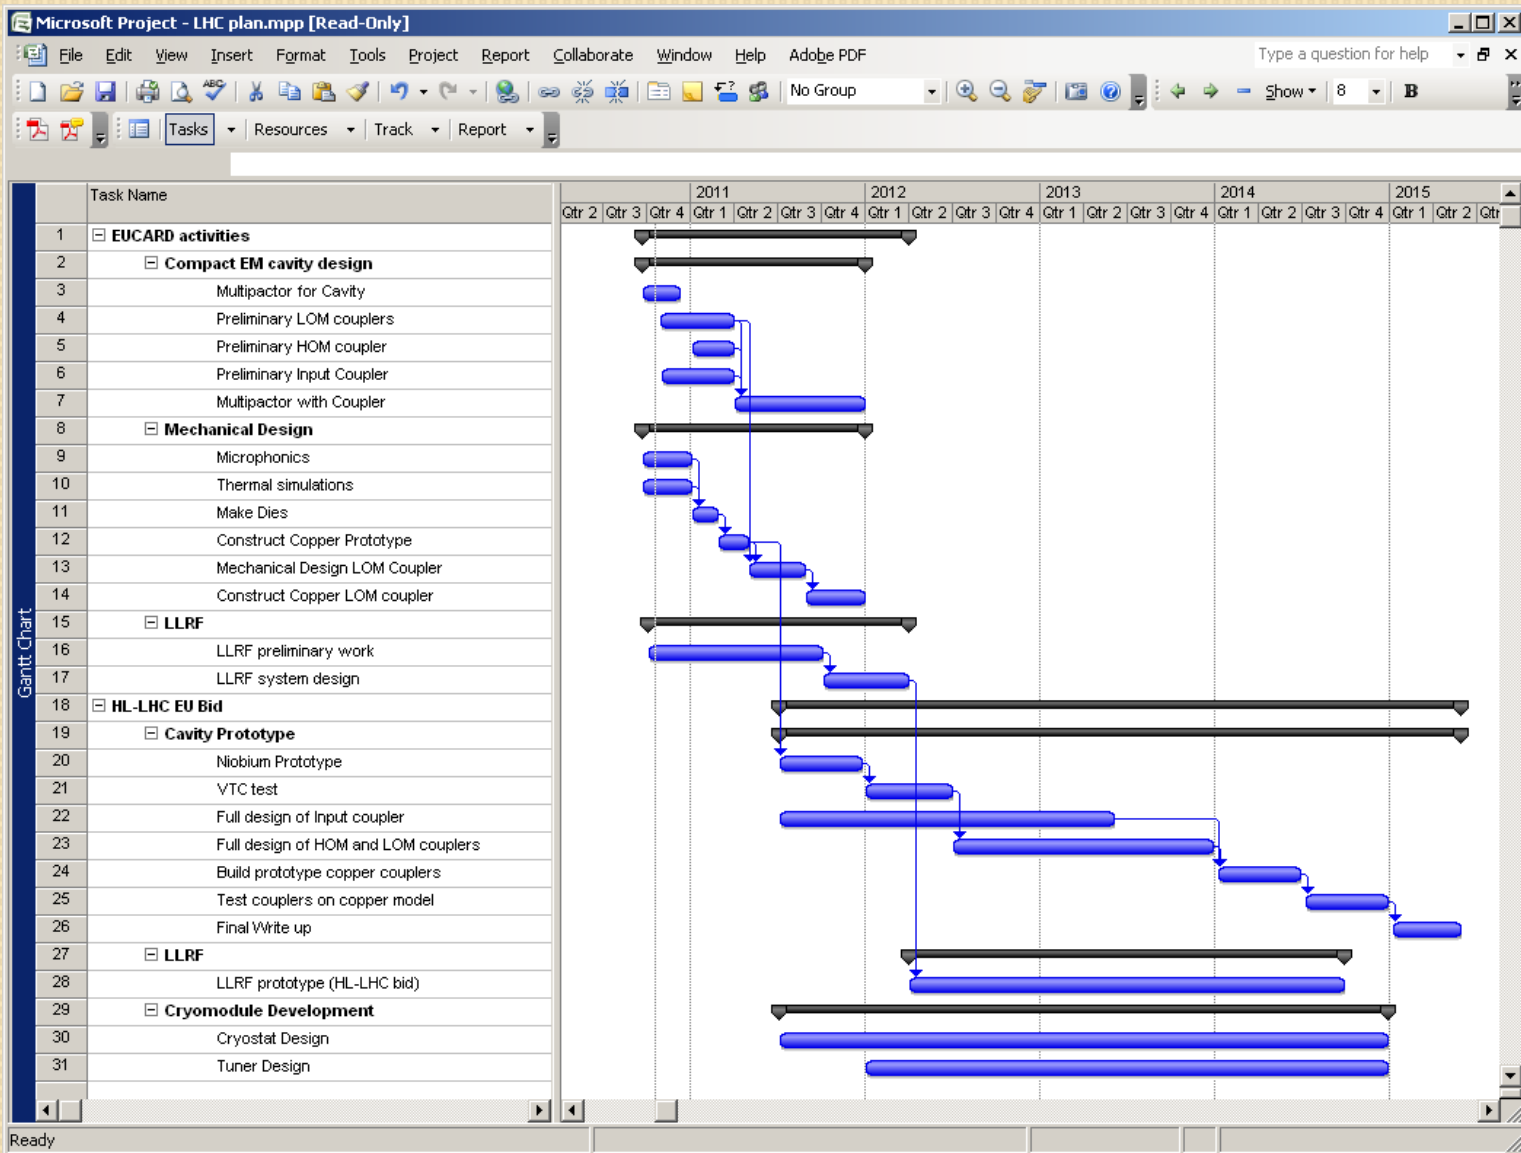 Microsoft Project - LHC plan.mpp [Read-Only]
File Edit View Insert Format Tools Project Report Collaborate Window Help Adobe PDF Type a question for help
ABC No Group Show 8 B
Tasks Resources Track Report
Task Name 2011 2012 2013 2014 2015
Qtr 2 Qtr 3 Qtr 4 Qtr 1 Qtr 2 Qtr 3 Qtr 4 Qtr 1 Qtr 2 Qtr 3 Qtr 4 Qtr 1 Qtr 2 Qtr 3 Qtr 4 Qtr 1 Qtr 2 Qtr 3 Qtr 4 Qtr 1 Qtr 2 Qtr
1 EUCARD activities
2 Compact EM cavity design
3 Multipactor for Cavity
4 Preliminary LOM couplers
5 Preliminary HOM coupler
6 Preliminary Input Coupler
7 Multipactor with Coupler
8 Mechanical Design
9 Microphonics
10 Thermal simulations
11 Make Dies
12 Construct Copper Prototype
13 Mechanical Design LOM Coupler
14 Construct Copper LOM coupler
15 LLRF
16 LLRF preliminary work
17 LLRF system design
18 HL-LHC EU Bid
19 Cavity Prototype
20 Niobium Prototype
21 VTC test
22 Full design of Input coupler
23 Full design of HOM and LOM couplers
24 Build prototype copper couplers
25 Test couplers on copper model
26 Final Write up
27 LLRF
28 LLRF prototype (HL-LHC bid)
29 Cryomodule Development
30 Cryostat Design
31 Tuner Design
Gantt Chart
Ready